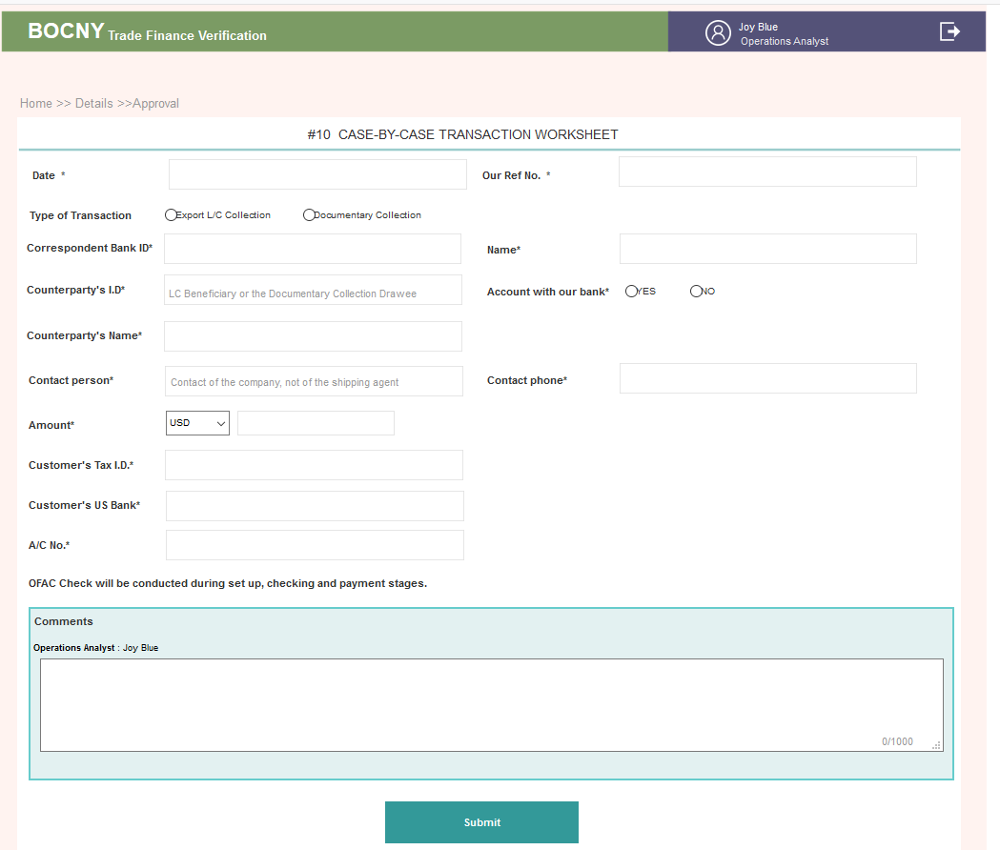 BOCNY Trade Finance Verification
Joy Blue
Operations Analyst
Home >> Details >>Approval
#10 CASE-BY-CASE TRANSACTION WORKSHEET
Date * Our Ref No. *
Type of Transaction Export L/C Collection Documentary Collection
Correspondent Bank ID* Name*
Counterparty's I.D* LC Beneficiary or the Documentary Collection Drawee Account with our bank* YES NO
Counterparty's Name*
Contact person* Contact of the company, not of the shipping agent Contact phone*
Amount* USD
Customer's Tax I.D.*
Customer's US Bank*
A/C No.*
OFAC Check will be conducted during set up, checking and payment stages.
Comments
Operations Analyst : Joy Blue
0/1000
Submit